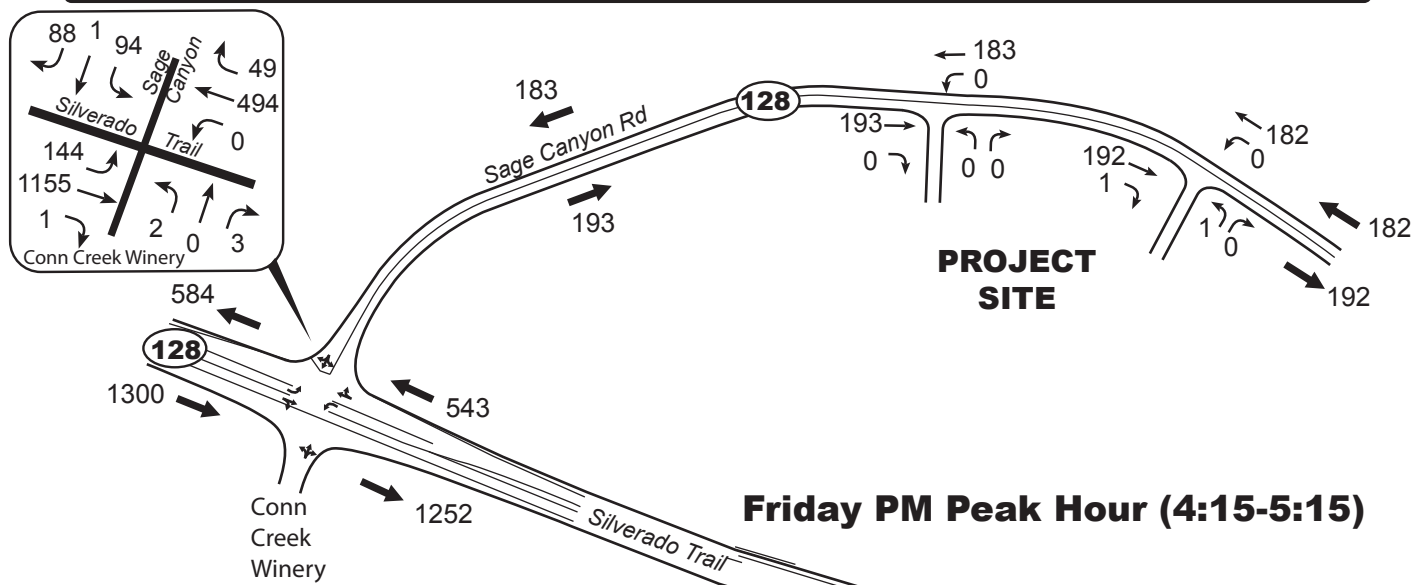 88 1 94
49
494
0
Sage
Canyon
Silverado
Trail
144
1155
1
2 0 3
Conn Creek Winery
183
Sage Canyon Rd
193
128
183
0
193
0
0 0
182
0
192
1
1
0
182
192
PROJECT
SITE
584
128
1300
543
1252
Conn
Creek
Winery
Silverado Trail
Friday PM Peak Hour (4:15-5:15)